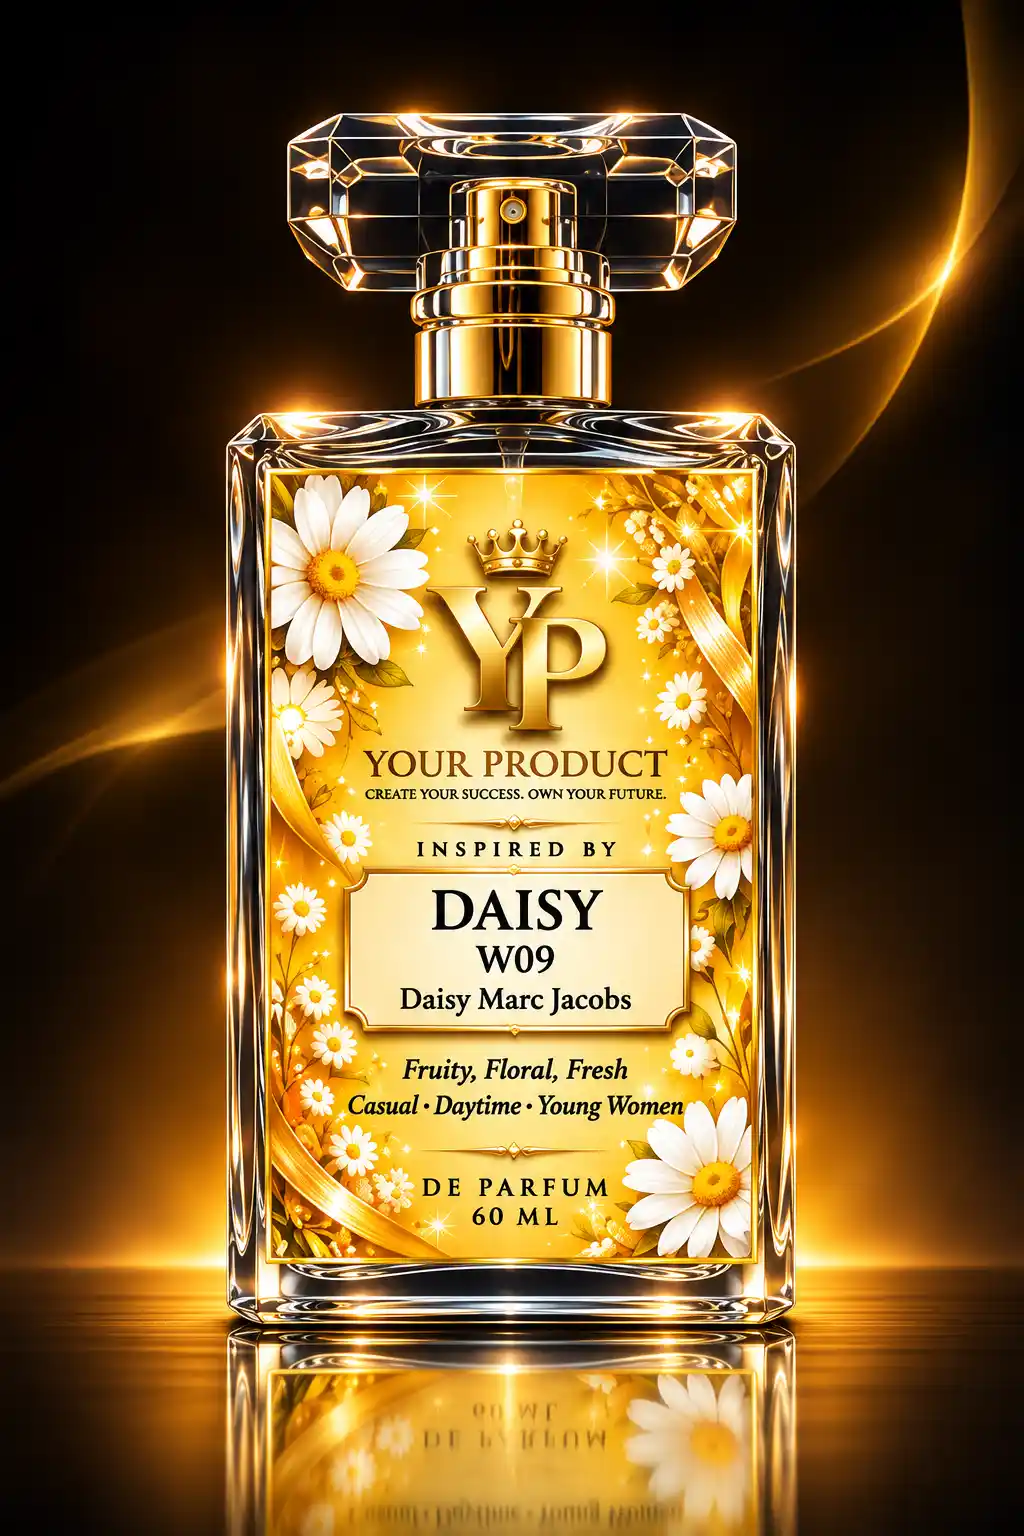 YP
YOUR PRODUCT
CREATE YOUR SUCCESS. OWN YOUR FUTURE.
INSPIRED BY
DAISY
W09
Daisy Marc Jacobs
Fruity, Floral, Fresh
Casual · Daytime · Young Women
DE PARFUM
60 ML